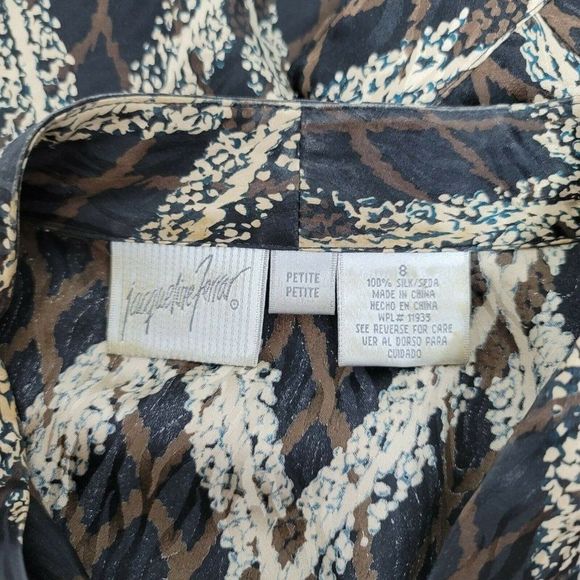 Jacqueline Ferrar ®
PETITE
PETITE
8
100% SILK/SEDA
MADE IN CHINA
HECHO EN CHINA
WPL# 11935
SEE REVERSE FOR CARE
VER AL DORSO PARA
CUIDADO